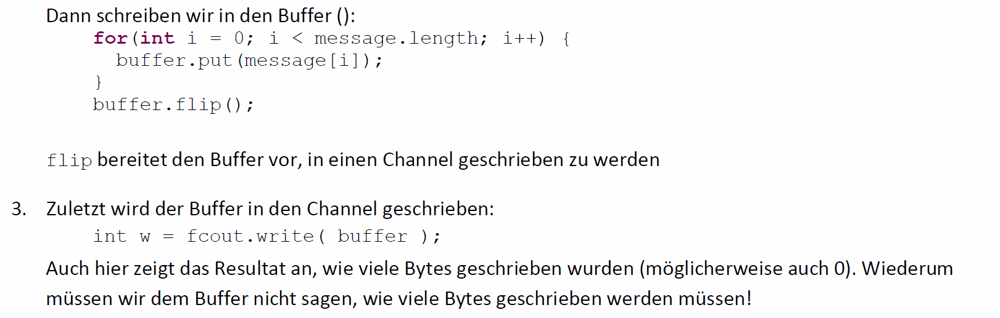 Dann schreiben wir in den Buffer ():
for(int i = 0; i < message.length; i++) {
buffer.put(message[i]);
}
buffer.flip();
flip bereitet den Buffer vor, in einen Channel geschrieben zu werden
3. Zuletzt wird der Buffer in den Channel geschrieben:
int w = fcout.write( buffer );
Auch hier zeigt das Resultat an, wie viele Bytes geschrieben wurden (möglicherweise auch 0). Wiederum
müssen wir dem Buffer nicht sagen, wie viele Bytes geschrieben werden müssen!